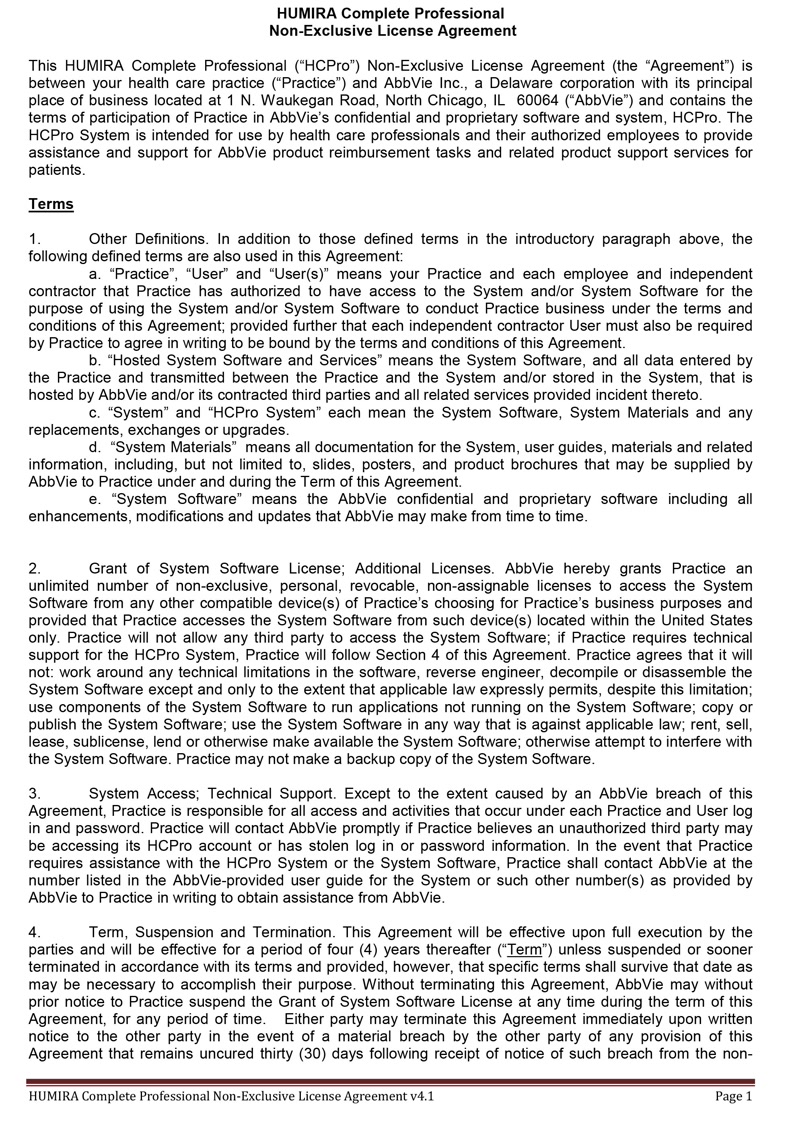 HUMIRA Complete Professional
Non-Exclusive License Agreement
This HUMIRA Complete Professional (“HCPro”) Non-Exclusive License Agreement (the “Agreement”) is
between your health care practice (“Practice”) and AbbVie Inc., a Delaware corporation with its principal
place of business located at 1 N. Waukegan Road, North Chicago, IL 60064 (“AbbVie”) and contains the
terms of participation of Practice in AbbVie’s confidential and proprietary software and system, HCPro. The
HCPro System is intended for use by health care professionals and their authorized employees to provide
assistance and support for AbbVie product reimbursement tasks and related product support services for
patients.
Terms
1. Other Definitions. In addition to those defined terms in the introductory paragraph above, the
following defined terms are also used in this Agreement:
a. “Practice”, “User” and “User(s)” means your Practice and each employee and independent
contractor that Practice has authorized to have access to the System and/or System Software for the
purpose of using the System and/or System Software to conduct Practice business under the terms and
conditions of this Agreement; provided further that each independent contractor User must also be required
by Practice to agree in writing to be bound by the terms and conditions of this Agreement.
b. “Hosted System Software and Services” means the System Software, and all data entered by
the Practice and transmitted between the Practice and the System and/or stored in the System, that is
hosted by AbbVie and/or its contracted third parties and all related services provided incident thereto.
c. “System” and “HCPro System” each mean the System Software, System Materials and any
replacements, exchanges or upgrades.
d. “System Materials” means all documentation for the System, user guides, materials and related
information, including, but not limited to, slides, posters, and product brochures that may be supplied by
AbbVie to Practice under and during the Term of this Agreement.
e. “System Software” means the AbbVie confidential and proprietary software including all
enhancements, modifications and updates that AbbVie may make from time to time.
2. Grant of System Software License; Additional Licenses. AbbVie hereby grants Practice an
unlimited number of non-exclusive, personal, revocable, non-assignable licenses to access the System
Software from any other compatible device(s) of Practice’s choosing for Practice’s business purposes and
provided that Practice accesses the System Software from such device(s) located within the United States
only. Practice will not allow any third party to access the System Software; if Practice requires technical
support for the HCPro System, Practice will follow Section 4 of this Agreement. Practice agrees that it will
not: work around any technical limitations in the software, reverse engineer, decompile or disassemble the
System Software except and only to the extent that applicable law expressly permits, despite this limitation;
use components of the System Software to run applications not running on the System Software; copy or
publish the System Software; use the System Software in any way that is against applicable law; rent, sell,
lease, sublicense, lend or otherwise make available the System Software; otherwise attempt to interfere with
the System Software. Practice may not make a backup copy of the System Software.
3. System Access; Technical Support. Except to the extent caused by an AbbVie breach of this
Agreement, Practice is responsible for all access and activities that occur under each Practice and User log
in and password. Practice will contact AbbVie promptly if Practice believes an unauthorized third party may
be accessing its HCPro account or has stolen log in or password information. In the event that Practice
requires assistance with the HCPro System or the System Software, Practice shall contact AbbVie at the
number listed in the AbbVie-provided user guide for the System or such other number(s) as provided by
AbbVie to Practice in writing to obtain assistance from AbbVie.
4. Term, Suspension and Termination. This Agreement will be effective upon full execution by the
parties and will be effective for a period of four (4) years thereafter (“Term”) unless suspended or sooner
terminated in accordance with its terms and provided, however, that specific terms shall survive that date as
may be necessary to accomplish their purpose. Without terminating this Agreement, AbbVie may without
prior notice to Practice suspend the Grant of System Software License at any time during the term of this
Agreement, for any period of time. Either party may terminate this Agreement immediately upon written
notice to the other party in the event of a material breach by the other party of any provision of this
Agreement that remains uncured thirty (30) days following receipt of notice of such breach from the non-
HUMIRA Complete Professional Non-Exclusive License Agreement v4.1 Page 1